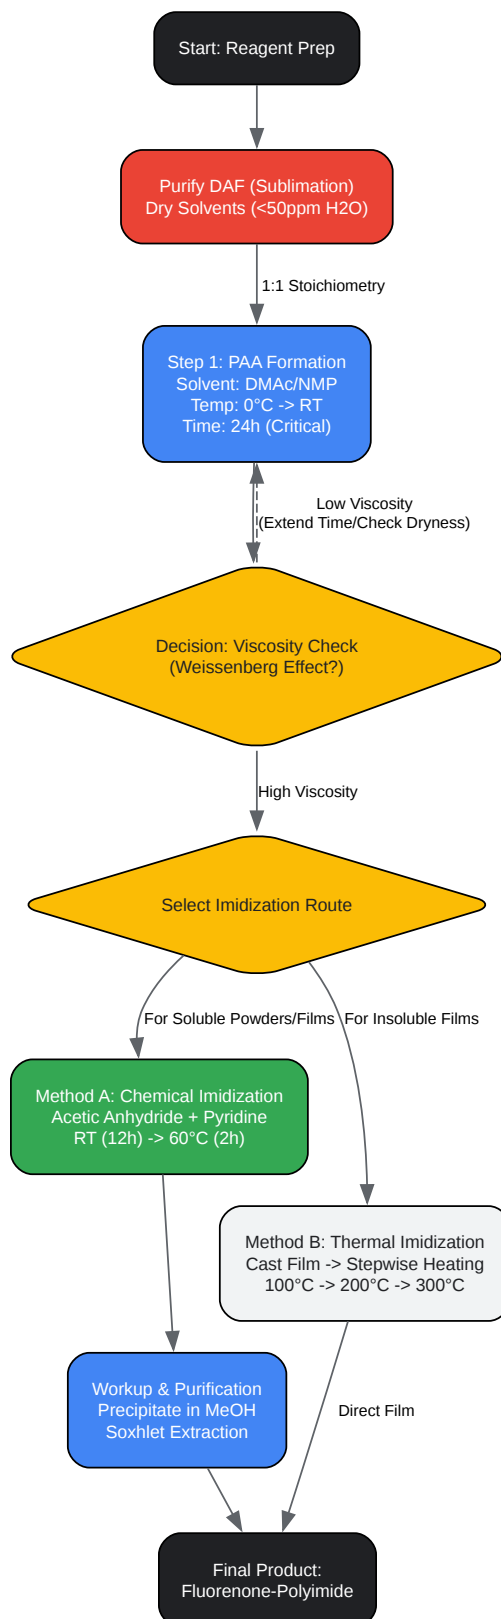 Start: Reagent Prep
Purify DAF (Sublimation)
Dry Solvents (<50ppm H2O)
1:1 Stoichiometry
Step 1: PAA Formation
Solvent: DMAc/NMP
Temp: 0°C -> RT
Time: 24h (Critical)
Low Viscosity
(Extend Time/Check Dryness)
Decision: Viscosity Check
(Weissenberg Effect?)
High Viscosity
Select Imidization Route
For Soluble Powders/Films
For Insoluble Films
Method A: Chemical Imidization
Acetic Anhydride + Pyridine
RT (12h) -> 60°C (2h)
Method B: Thermal Imidization
Cast Film -> Stepwise Heating
100°C -> 200°C -> 300°C
Workup & Purification
Precipitate in MeOH
Soxhlet Extraction
Direct Film
Final Product:
Fluorenone-Polyimide